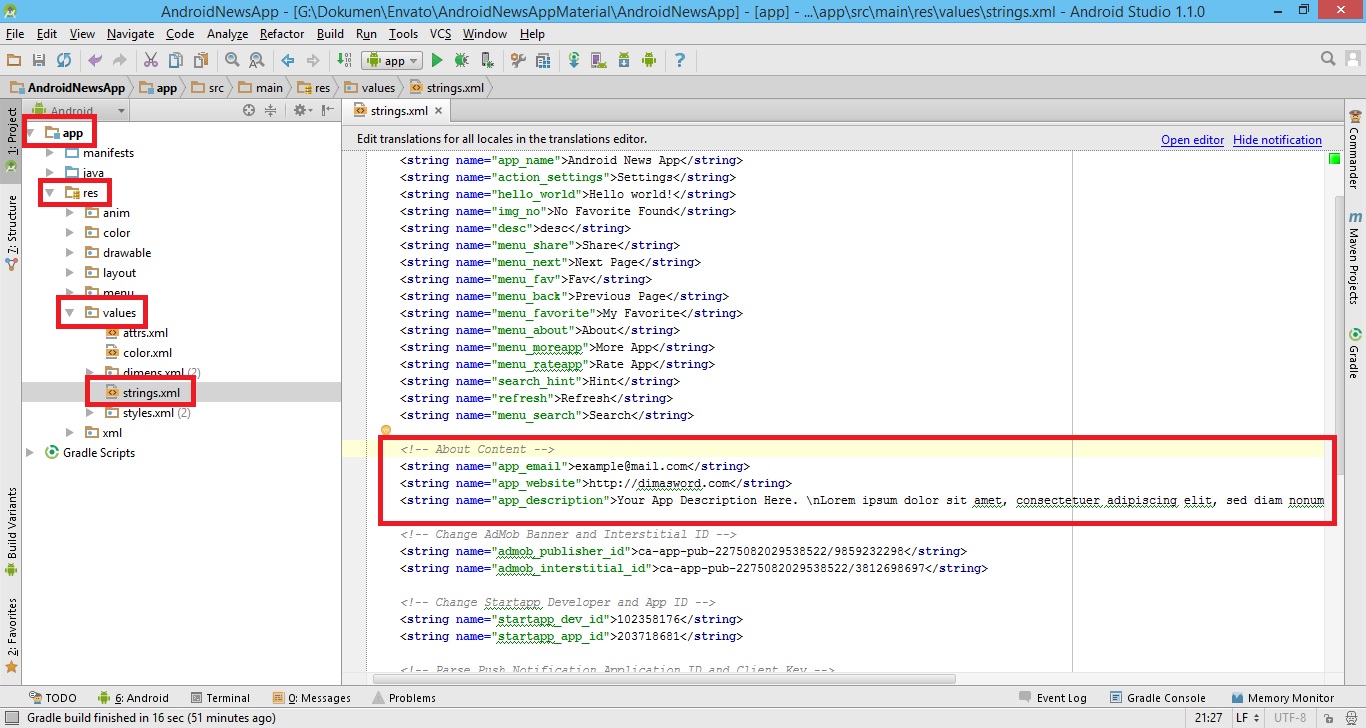 AndroidNewsApp - [G:\Dokumen\Envato\AndroidNewsAppMaterial\AndroidNewsApp] - [app] - ...\app\src\main\res\values\strings.xml - Android Studio 1.1.0
File Edit View Navigate Code Analyze Refactor Build Run Tools VCS Window Help
app
AndroidNewsApp app src main res values strings.xml
1: Project
7: Structure
Build Variants
2: Favorites
Android
app
manifests
java
res
anim
color
drawable
layout
menu
values
attrs.xml
color.xml
dimens.xml (2)
strings.xml
styles.xml (2)
xml
Gradle Scripts
strings.xml
Edit translations for all locales in the translations editor. Open editor Hide notification
<string name="app_name">Android News App</string>
<string name="action_settings">Settings</string>
<string name="hello_world">Hello world!</string>
<string name="img_no">No Favorite Found</string>
<string name="desc">desc</string>
<string name="menu_share">Share</string>
<string name="menu_next">Next Page</string>
<string name="menu_fav">Fav</string>
<string name="menu_back">Previous Page</string>
<string name="menu_favorite">My Favorite</string>
<string name="menu_about">About</string>
<string name="menu_moreapp">More App</string>
<string name="menu_rateapp">Rate App</string>
<string name="search_hint">Hint</string>
<string name="refresh">Refresh</string>
<string name="menu_search">Search</string>
<!-- About Content -->
<string name="app_email">example@mail.com</string>
<string name="app_website">http://dimasword.com</string>
<string name="app_description">Your App Description Here. \nLorem ipsum dolor sit amet, consectetuer adipiscing elit, sed diam nonum
<!-- Change AdMob Banner and Interstitial ID -->
<string name="admob_publisher_id">ca-app-pub-2275082029538522/9859232298</string>
<string name="admob_interstitial_id">ca-app-pub-2275082029538522/3812698697</string>
<!-- Change Startapp Developer and App ID -->
<string name="startapp_dev_id">102358176</string>
<string name="startapp_app_id">203718681</string>
<!-- Parse Push Notification Application ID and Client Key -->
Commander
Maven Projects
Gradle
TODO 6: Android Terminal 0: Messages Problems Event Log Gradle Console Memory Monitor
Gradle build finished in 16 sec (51 minutes ago) 21:27 LF UTF-8